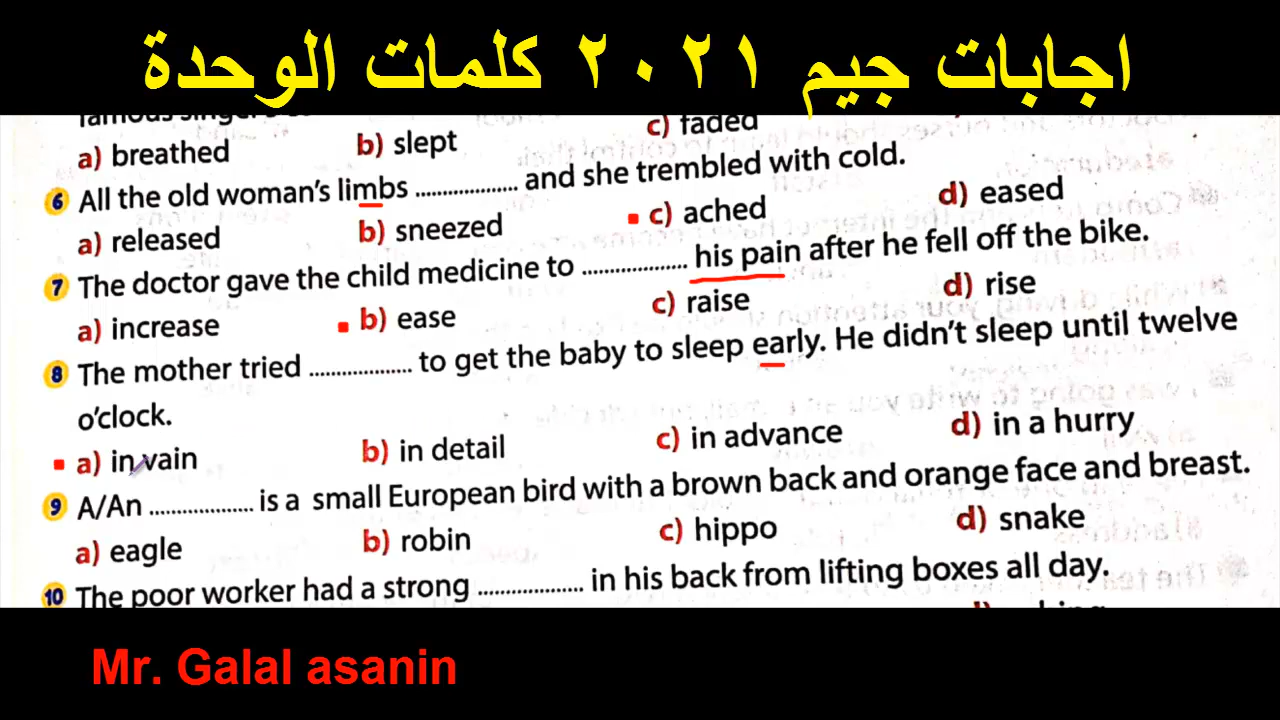 اجابات جيم ٢٠٢١ كلمات الوحدة
famous singer
a) breathed b) slept c) faded
6 All the old woman's limbs .................... and she trembled with cold.
a) released b) sneezed c) ached d) eased
7 The doctor gave the child medicine to .................... his pain after he fell off the bike.
a) increase b) ease c) raise d) rise
8 The mother tried .................... to get the baby to sleep early. He didn't sleep until twelve
o'clock.
a) in vain b) in detail c) in advance d) in a hurry
9 A/An .................... is a small European bird with a brown back and orange face and breast.
a) eagle b) robin c) hippo d) snake
10 The poor worker had a strong .................... in his back from lifting boxes all day.
Mr. Galal asanin